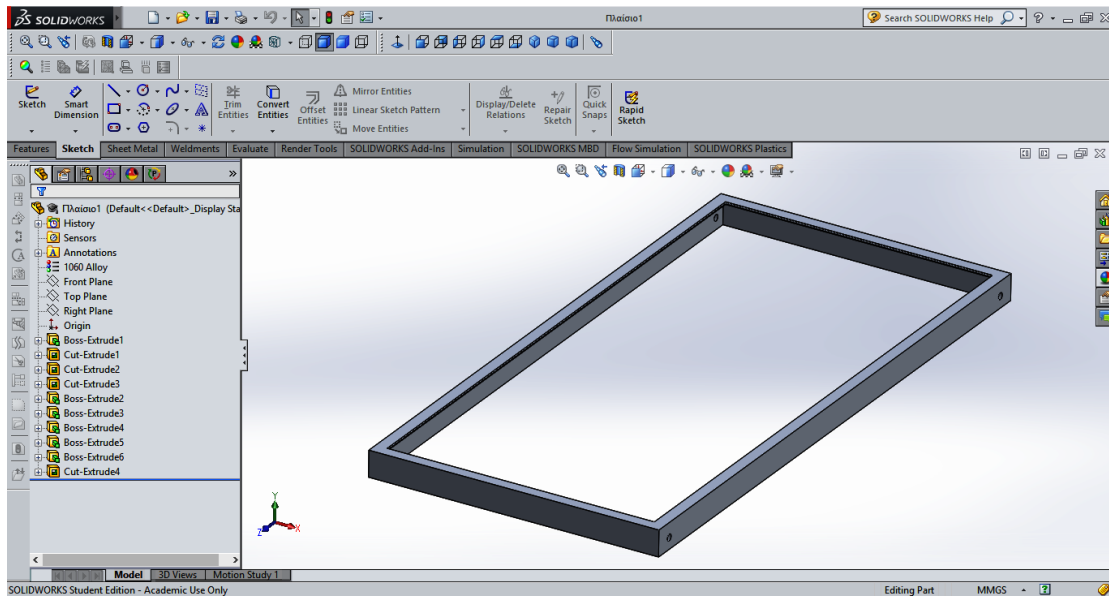 SOLIDWORKS
Πλαίσιο1
Search SOLIDWORKS Help
Sketch
Smart Dimension
Trim Entities
Convert Entities
Offset Entities
Mirror Entities
Linear Sketch Pattern
Move Entities
Display/Delete Relations
Repair Sketch
Quick Snaps
Rapid Sketch
Features Sketch Sheet Metal Weldments Evaluate Render Tools SOLIDWORKS Add-Ins Simulation SOLIDWORKS MBD Flow Simulation SOLIDWORKS Plastics
Πλαίσιο1 (Default<<Default>_Display Sta
History
Sensors
Annotations
1060 Alloy
Front Plane
Top Plane
Right Plane
Origin
Boss-Extrude1
Cut-Extrude1
Cut-Extrude2
Cut-Extrude3
Boss-Extrude2
Boss-Extrude3
Boss-Extrude4
Boss-Extrude5
Boss-Extrude6
Cut-Extrude4
Y
Z
X
Model 3D Views Motion Study 1
SOLIDWORKS Student Edition - Academic Use Only
Editing Part MMGS